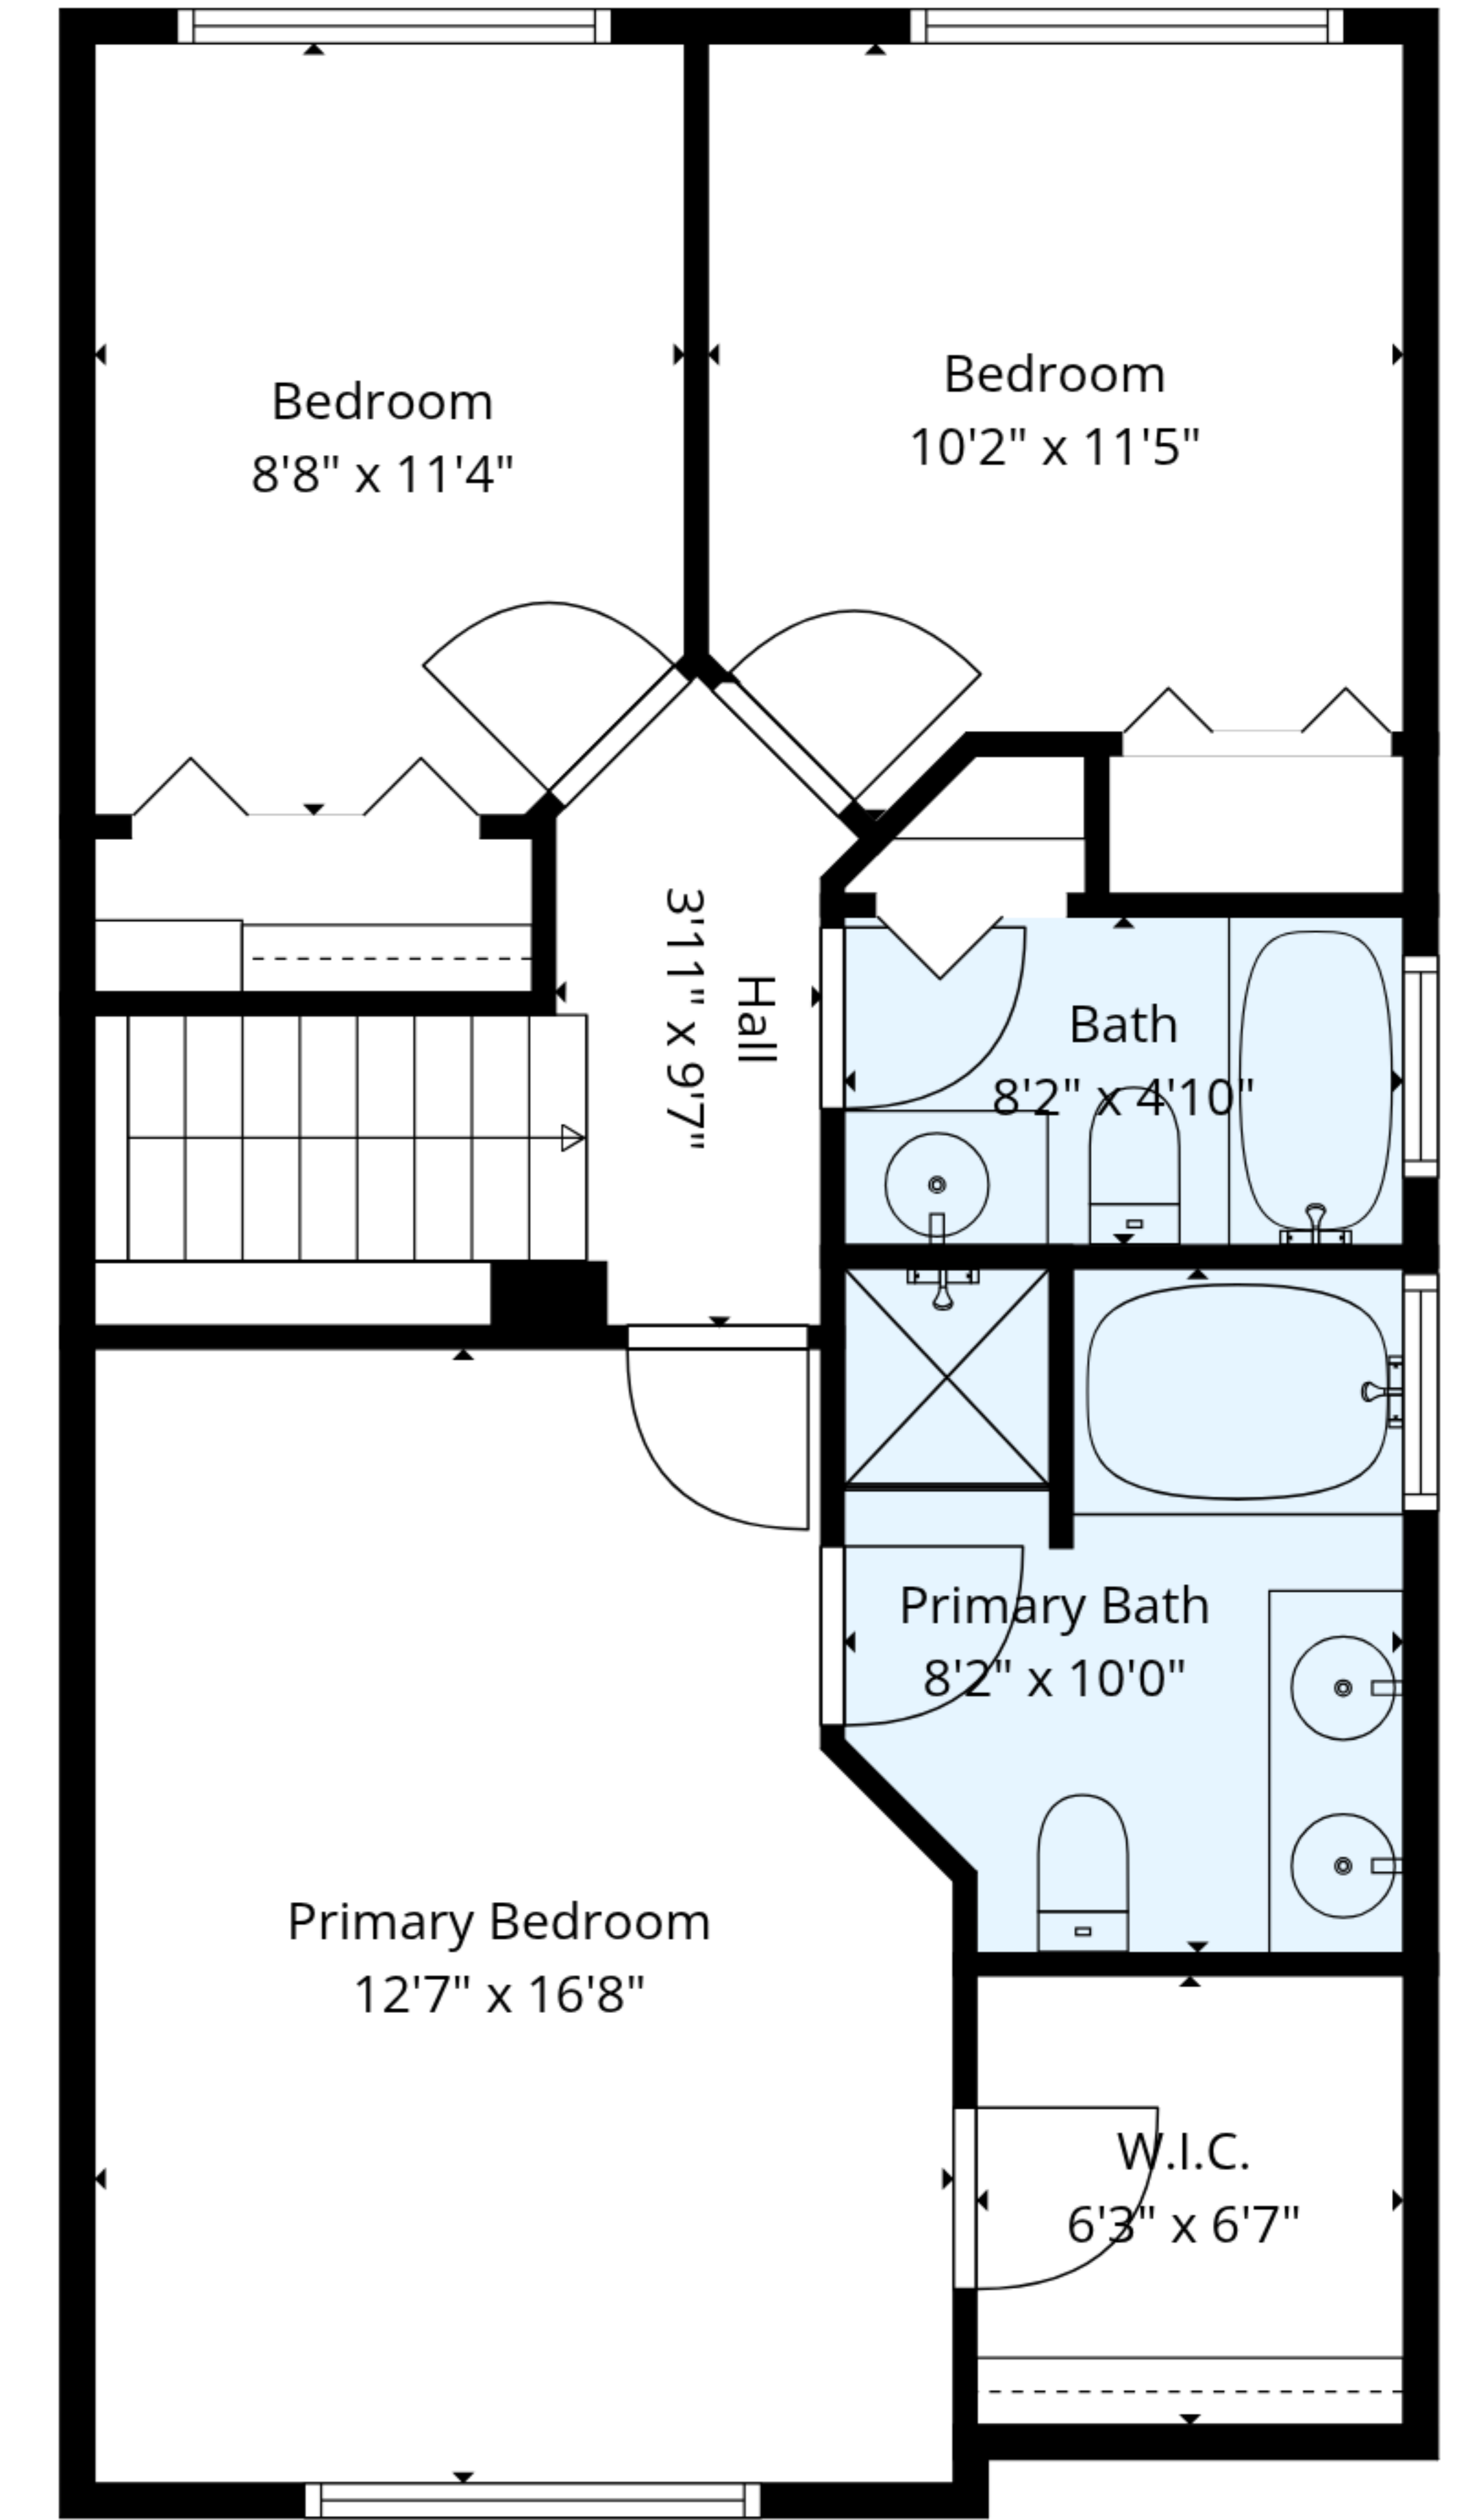 Bedroom
8'8" x 11'4"
Bedroom
10'2" x 11'5"
Hall
3'11" x 9'7"
Bath
8'2" x 4'10"
Primary Bath
8'2" x 10'0"
Primary Bedroom
12'7" x 16'8"
W.I.C.
6'3" x 6'7"